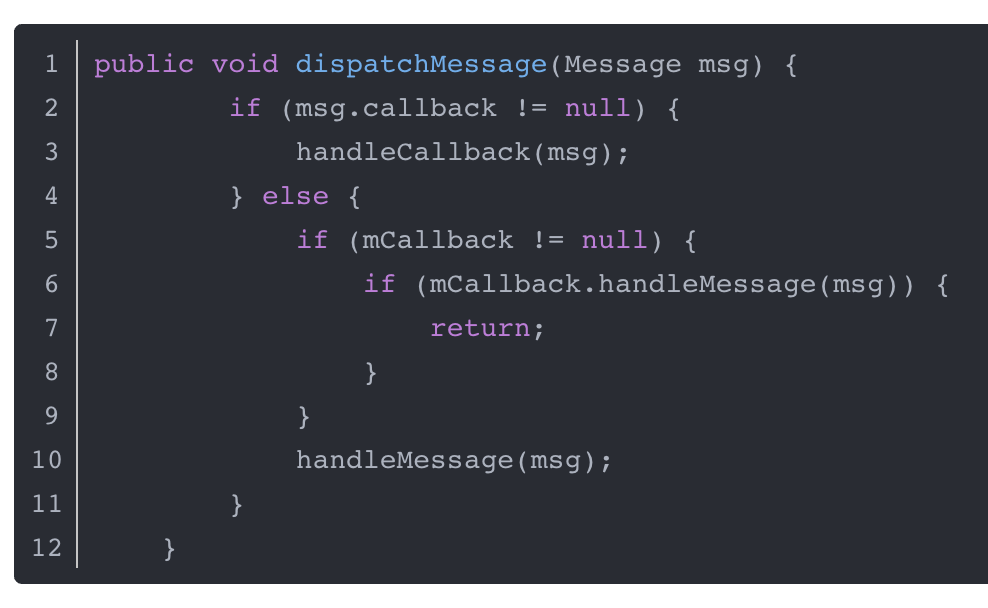 1 public void dispatchMessage(Message msg) {
2         if (msg.callback != null) {
3             handleCallback(msg);
4         } else {
5             if (mCallback != null) {
6                 if (mCallback.handleMessage(msg)) {
7                     return;
8                 }
9             }
10             handleMessage(msg);
11         }
12     }